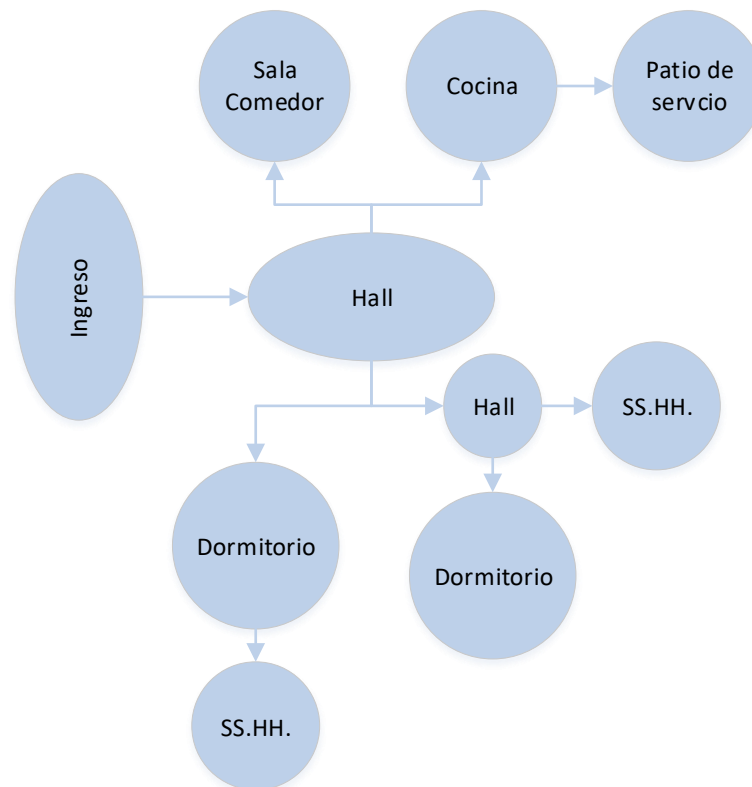 Sala
Comedor
Cocina
Patio de
servcio
Ingreso
Hall
Hall
SS.HH.
Dormitorio
Dormitorio
SS.HH.